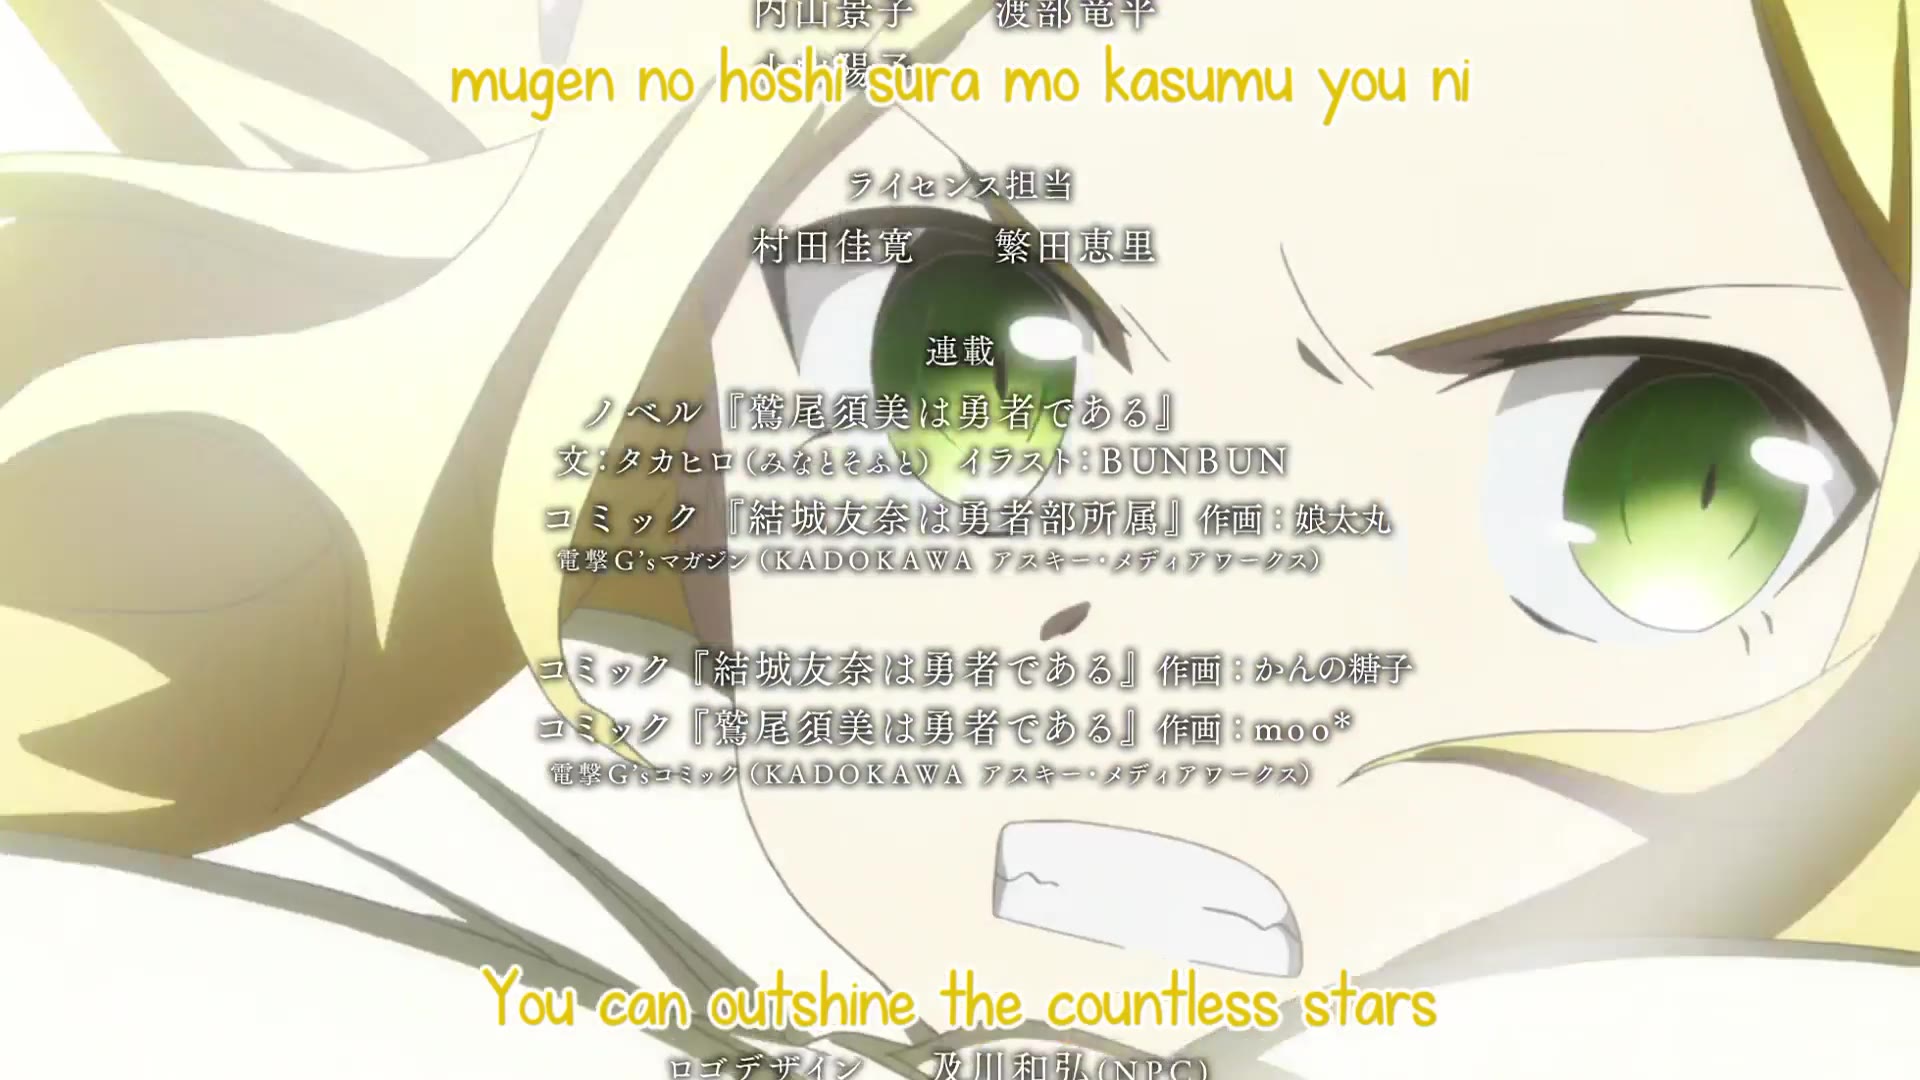 内山景子 渡部竜平
mugen no hoshi sura mo kasumu you ni
ライセンス担当
村田佳寛 繁田恵里
連載
ノベル『鷲尾須美は勇者である』
文：タカヒロ（みなとそふと） イラスト：BUNBUN
コミック『結城友奈は勇者部所属』作画：娘太丸
電撃G'sマガジン（KADOKAWA アスキー・メディアワークス）
コミック『結城友奈は勇者である』作画：かんの糖子
コミック『鷲尾須美は勇者である』作画：moo*
電撃G'sコミック（KADOKAWA アスキー・メディアワークス）
You can outshine the countless stars
ロゴデザイン 及川和弘(NPC)